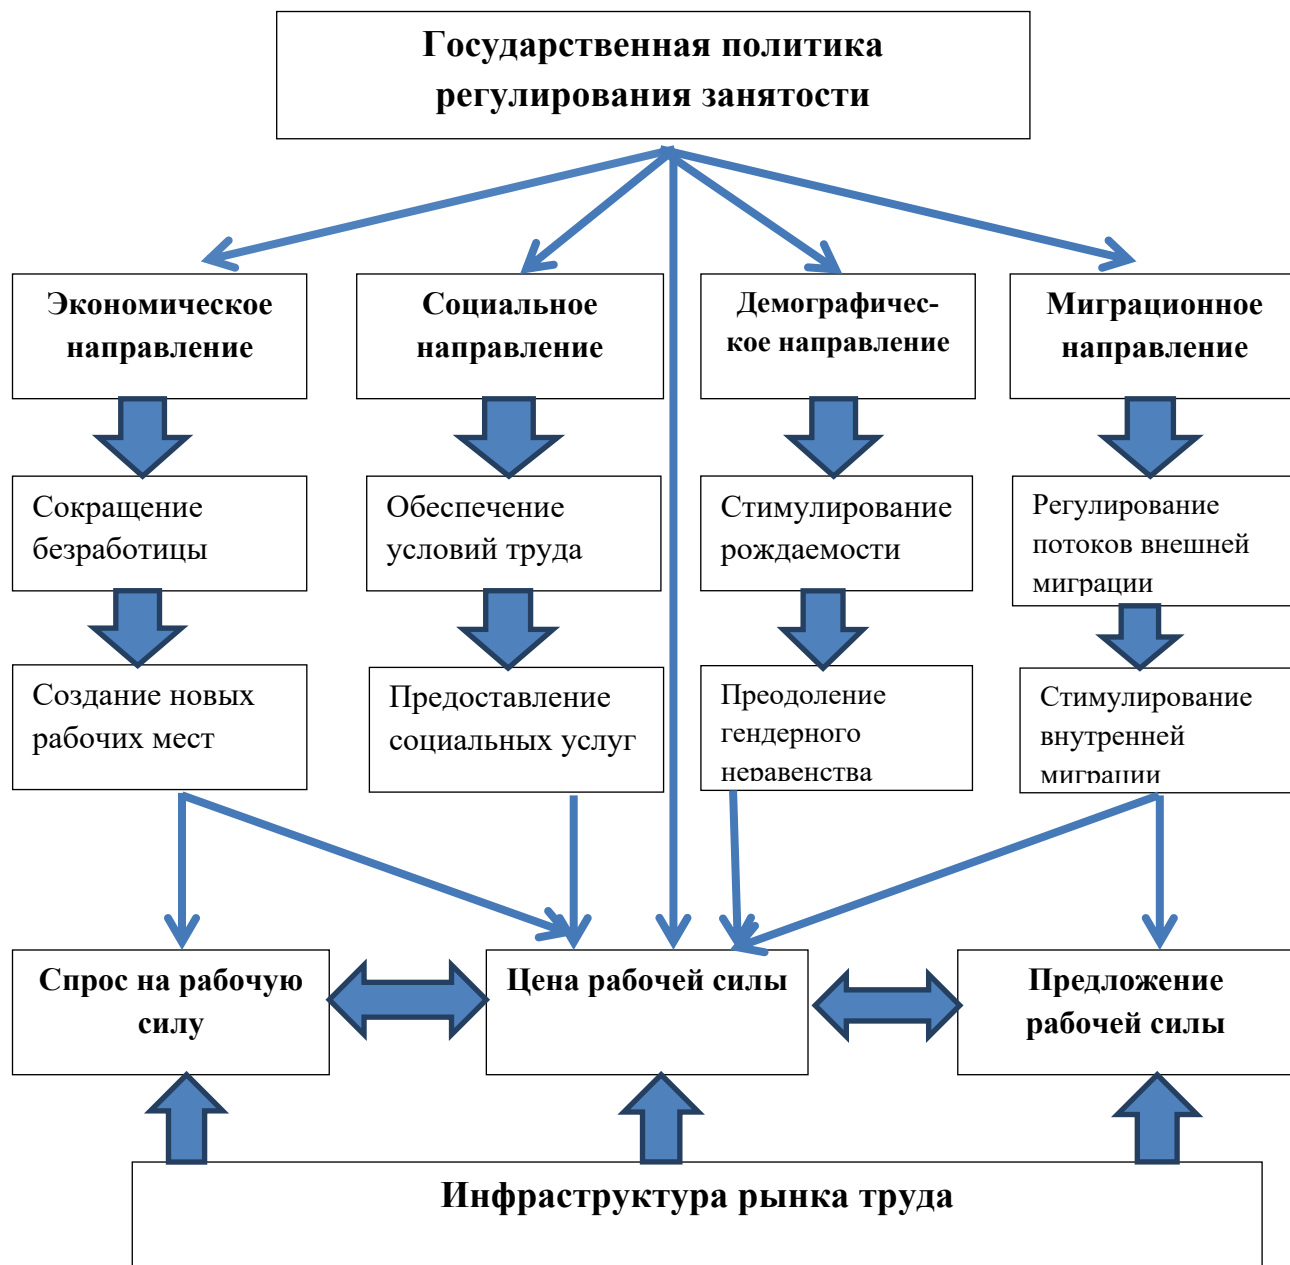 Государственная политика
регулирования занятости
Экономическое
направление
Социальное
направление
Демографичес-
кое направление
Миграционное
направление
Сокращение
безработицы
Обеспечение
условий труда
Стимулирование
рождаемости
Регулирование
потоков внешней
миграции
Создание новых
рабочих мест
Предоставление
социальных услуг
Преодоление
гендерного
неравенства
Стимулирование
внутренней
миграции
Спрос на рабочую
силу
Цена рабочей силы
Предложение
рабочей силы
Инфраструктура рынка труда